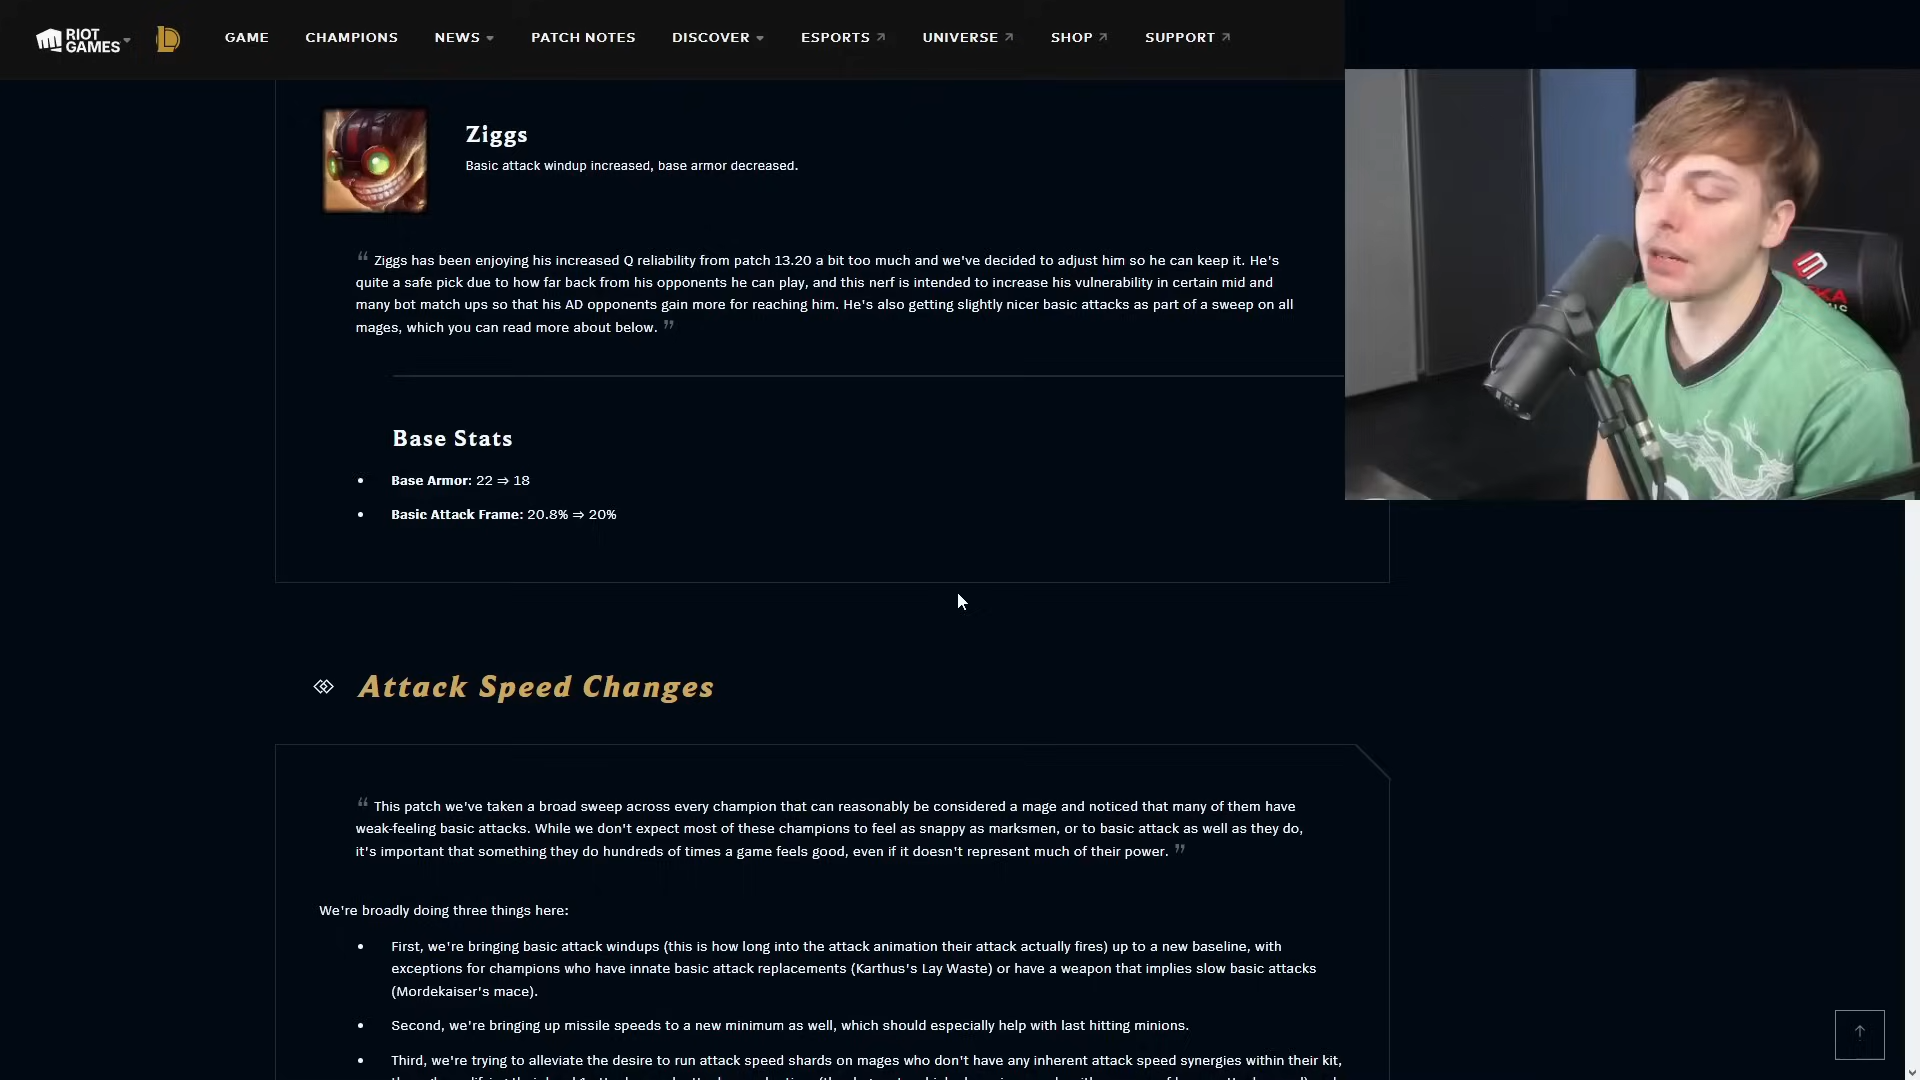 RIOT GAMES GAME CHAMPIONS NEWS PATCH NOTES DISCOVER ESPORTS UNIVERSE SHOP SUPPORT
Ziggs
Basic attack windup increased, base armor decreased.
“ Ziggs has been enjoying his increased Q reliability from patch 13.20 a bit too much and we've decided to adjust him so he can keep it. He's
quite a safe pick due to how far back from his opponents he can play, and this nerf is intended to increase his vulnerability in certain mid and
many bot match ups so that his AD opponents gain more for reaching him. He's also getting slightly nicer basic attacks as part of a sweep on all
mages, which you can read more about below. ”
Base Stats
• Base Armor: 22 ⇒ 18
• Basic Attack Frame: 20.8% ⇒ 20%
Attack Speed Changes
“ This patch we've taken a broad sweep across every champion that can reasonably be considered a mage and noticed that many of them have
weak-feeling basic attacks. While we don't expect most of these champions to feel as snappy as marksmen, or to basic attack as well as they do,
it's important that something they do hundreds of times a game feels good, even if it doesn't represent much of their power. ”
We're broadly doing three things here:
• First, we're bringing basic attack windups (this is how long into the attack animation their attack actually fires) up to a new baseline, with
exceptions for champions who have innate basic attack replacements (Karthus's Lay Waste) or have a weapon that implies slow basic attacks
(Mordekaiser's mace).
• Second, we're bringing up missile speeds to a new minimum as well, which should especially help with last hitting minions.
• Third, we're trying to alleviate the desire to run attack speed shards on mages who don't have any inherent attack speed synergies within their kit,